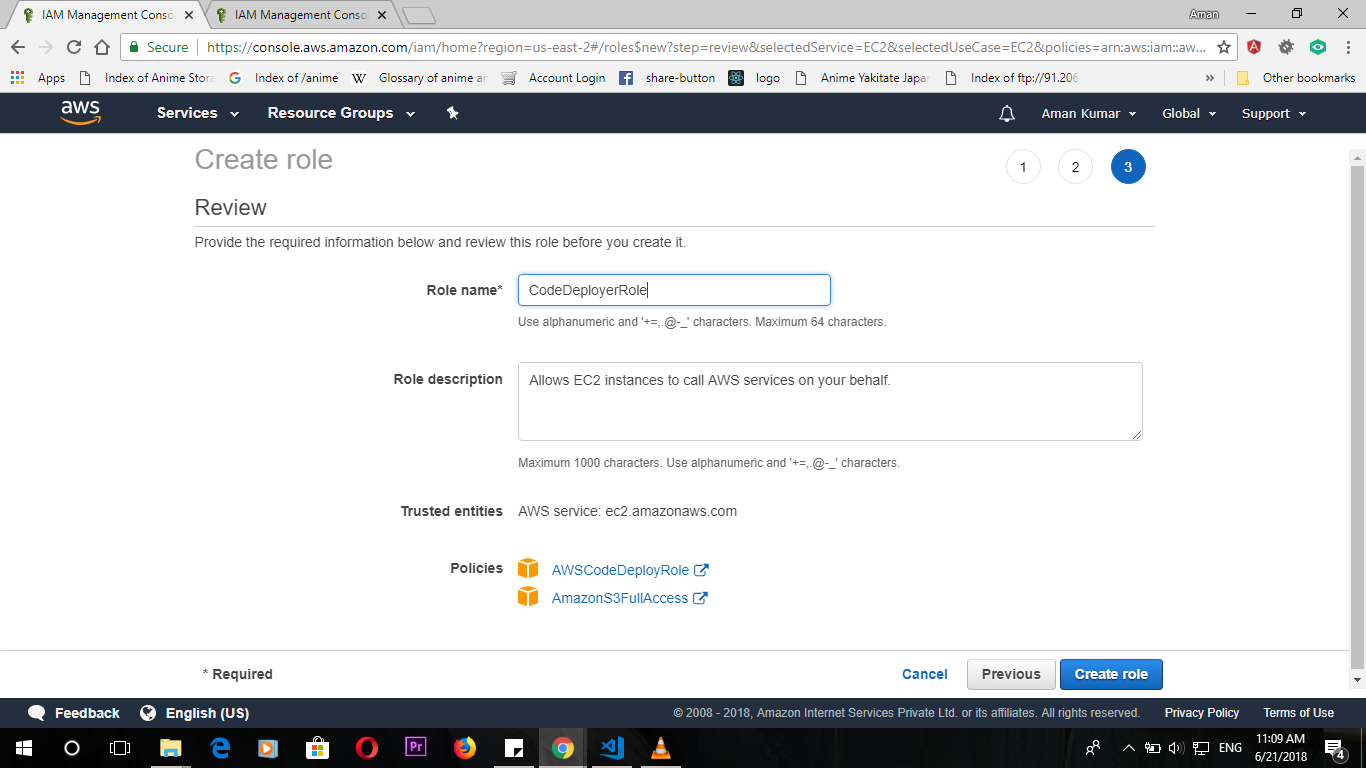 IAM Management Conso
IAM Management Conso
Aman
Secure
https://console.aws.amazon.com/iam/home?region=us-east-2#/roles$new?step=review&selectedService=EC2&selectedUseCase=EC2&policies=arn:aws:iam::aw...
Apps
Index of Anime Stora
Index of /anime
Glossary of anime an
Account Login
share-button
logo
Anime Yakitate Japan
Index of ftp://91.206
»
Other bookmarks
aws
Services
Resource Groups
Aman Kumar
Global
Support
Create role
1
2
3
Review
Provide the required information below and review this role before you create it.
Role name*
CodeDeployerRole
Use alphanumeric and '+=,.@-_' characters. Maximum 64 characters.
Role description
Allows EC2 instances to call AWS services on your behalf.
Maximum 1000 characters. Use alphanumeric and '+=,.@-_' characters.
Trusted entities
AWS service: ec2.amazonaws.com
Policies
AWSCodeDeployRole
AmazonS3FullAccess
* Required
Cancel
Previous
Create role
Feedback
English (US)
© 2008 - 2018, Amazon Internet Services Private Ltd. or its affiliates. All rights reserved.
Privacy Policy
Terms of Use
Pr
ENG
11:09 AM
6/21/2018
4